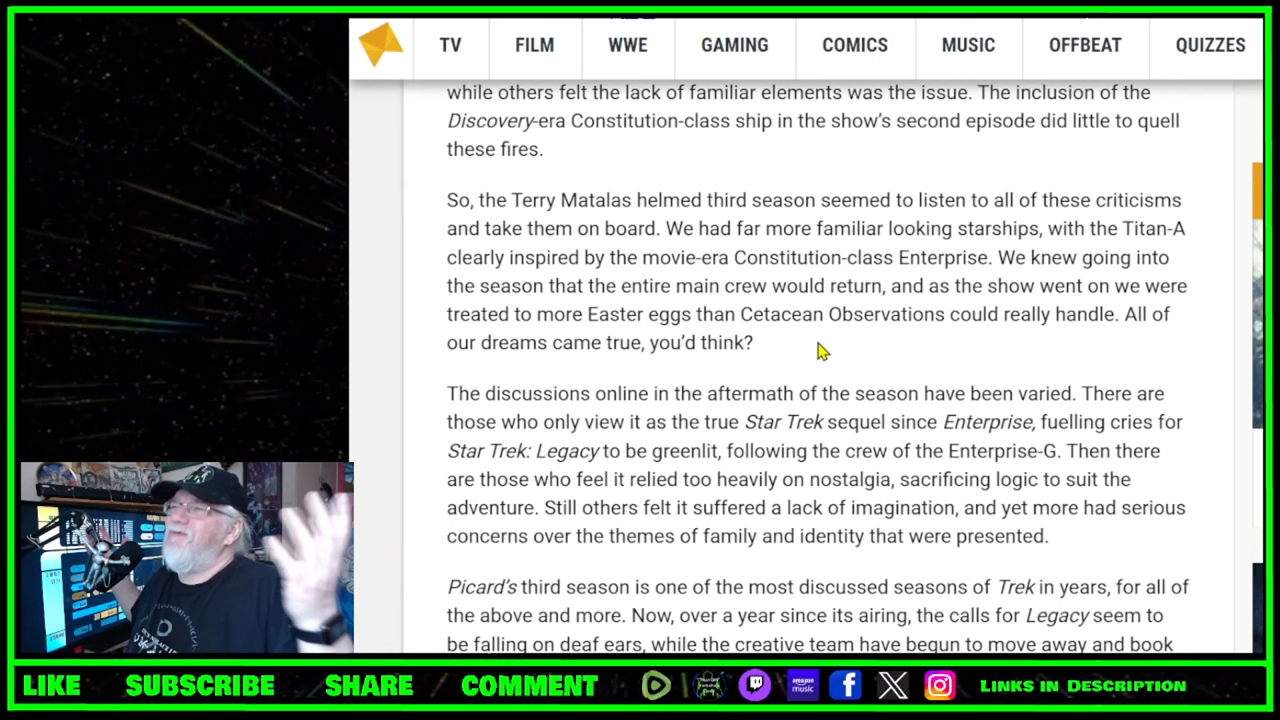 TV FILM WWE GAMING COMICS MUSIC OFFBEAT QUIZZES
while others felt the lack of familiar elements was the issue. The inclusion of the
Discovery-era Constitution-class ship in the show's second episode did little to quell
these fires.
So, the Terry Matalas helmed third season seemed to listen to all of these criticisms
and take them on board. We had far more familiar looking starships, with the Titan-A
clearly inspired by the movie-era Constitution-class Enterprise. We knew going into
the season that the entire main crew would return, and as the show went on we were
treated to more Easter eggs than Cetacean Observations could really handle. All of
our dreams came true, you'd think?
The discussions online in the aftermath of the season have been varied. There are
those who only view it as the true Star Trek sequel since Enterprise, fuelling cries for
Star Trek: Legacy to be greenlit, following the crew of the Enterprise-G. Then there
are those who feel it relied too heavily on nostalgia, sacrificing logic to suit the
adventure. Still others felt it suffered a lack of imagination, and yet more had serious
concerns over the themes of family and identity that were presented.
Picard's third season is one of the most discussed seasons of Trek in years, for all of
the above and more. Now, over a year since its airing, the calls for Legacy seem to
be falling on deaf ears, while the creative team have begun to move away and book
LIKE SUBSCRIBE SHARE COMMENT amazon music Links in Description